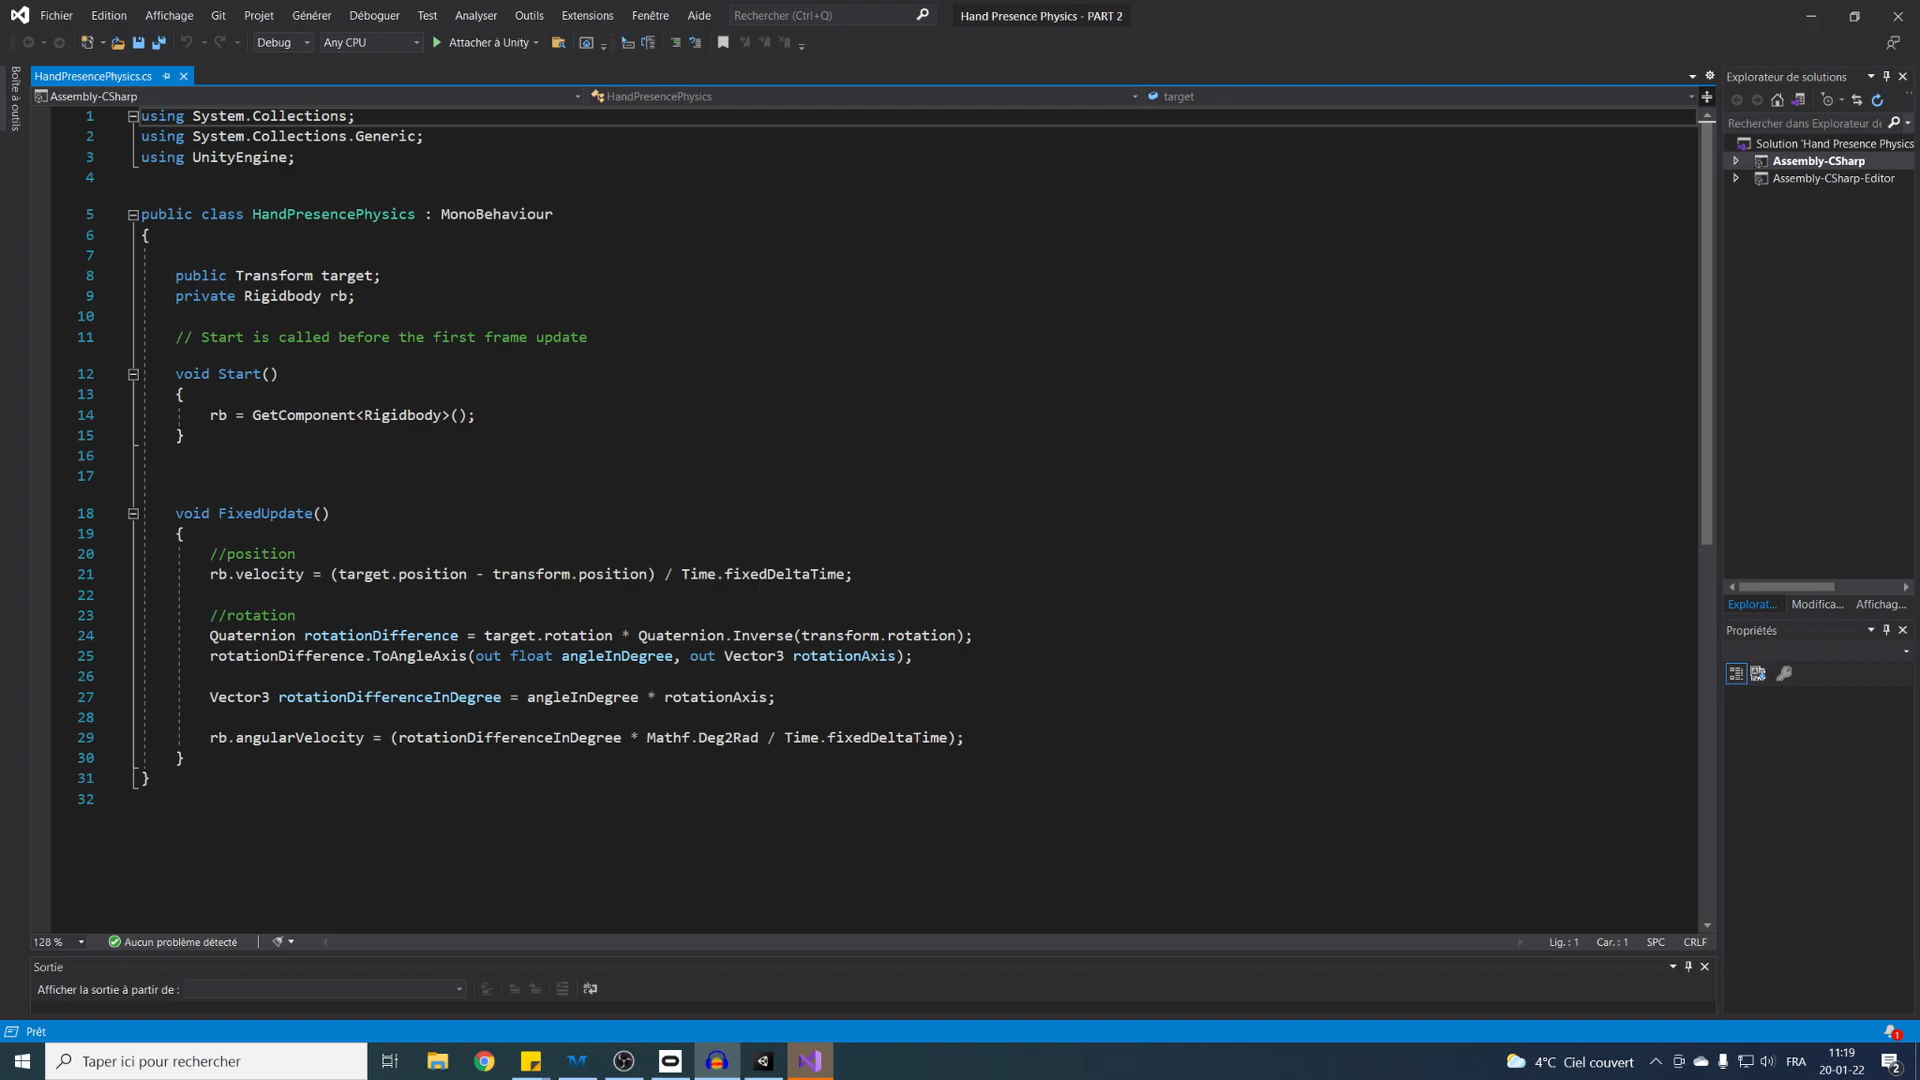 Fichier Edition Affichage Git Projet Générer Déboguer Test Analyser Outils Extensions Fenêtre Aide Rechercher (Ctrl+Q) Hand Presence Physics - PART 2
Debug Any CPU Attacher à Unity
Boîte à outils
HandPresencePhysics.cs
Assembly-CSharp HandPresencePhysics target
1 using System.Collections;
2 using System.Collections.Generic;
3 using UnityEngine;
4
5 public class HandPresencePhysics : MonoBehaviour
6 {
7
8 public Transform target;
9 private Rigidbody rb;
10
11 // Start is called before the first frame update
12 void Start()
13 {
14 rb = GetComponent<Rigidbody>();
15 }
16
17
18 void FixedUpdate()
19 {
20 //position
21 rb.velocity = (target.position - transform.position) / Time.fixedDeltaTime;
22
23 //rotation
24 Quaternion rotationDifference = target.rotation * Quaternion.Inverse(transform.rotation);
25 rotationDifference.ToAngleAxis(out float angleInDegree, out Vector3 rotationAxis);
26
27 Vector3 rotationDifferenceInDegree = angleInDegree * rotationAxis;
28
29 rb.angularVelocity = (rotationDifferenceInDegree * Mathf.Deg2Rad / Time.fixedDeltaTime);
30 }
31 }
32
128 % Aucun problème détecté Lig. : 1 Car. : 1 SPC CRLF
Sortie
Afficher la sortie à partir de :
Explorateur de solutions
Rechercher dans Explorateur de
Solution 'Hand Presence Physics
Assembly-CSharp
Assembly-CSharp-Editor
Explorat... Modifica... Affichag...
Propriétés
Prêt 1
Taper ici pour rechercher 4°C Ciel couvert FRA 11:19
20-01-22 2